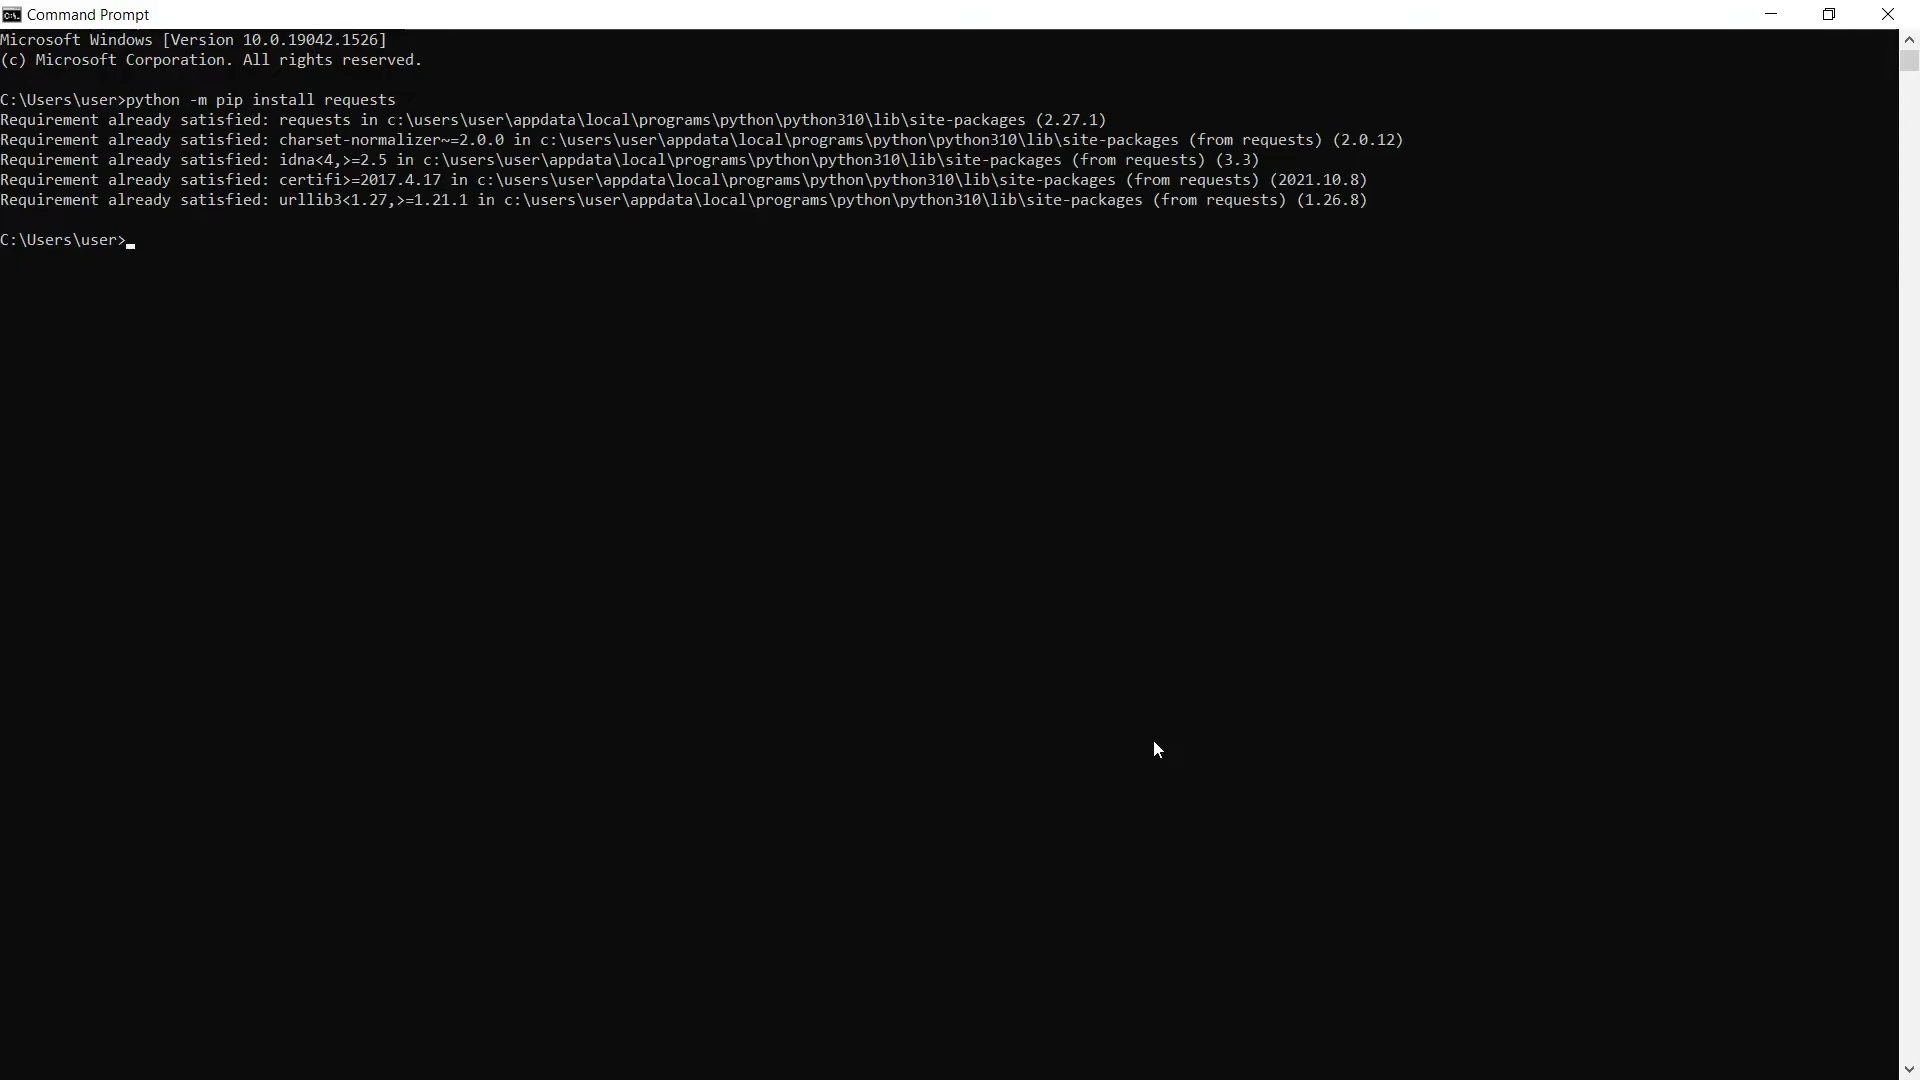 Command Prompt
Microsoft Windows [Version 10.0.19042.1526]
(c) Microsoft Corporation. All rights reserved.
C:\Users\user>python -m pip install requests
Requirement already satisfied: requests in c:\users\user\appdata\local\programs\python\python310\lib\site-packages (2.27.1)
Requirement already satisfied: charset-normalizer~=2.0.0 in c:\users\user\appdata\local\programs\python\python310\lib\site-packages (from requests) (2.0.12)
Requirement already satisfied: idna<4,>=2.5 in c:\users\user\appdata\local\programs\python\python310\lib\site-packages (from requests) (3.3)
Requirement already satisfied: certifi>=2017.4.17 in c:\users\user\appdata\local\programs\python\python310\lib\site-packages (from requests) (2021.10.8)
Requirement already satisfied: urllib3<1.27,>=1.21.1 in c:\users\user\appdata\local\programs\python\python310\lib\site-packages (from requests) (1.26.8)
C:\Users\user>